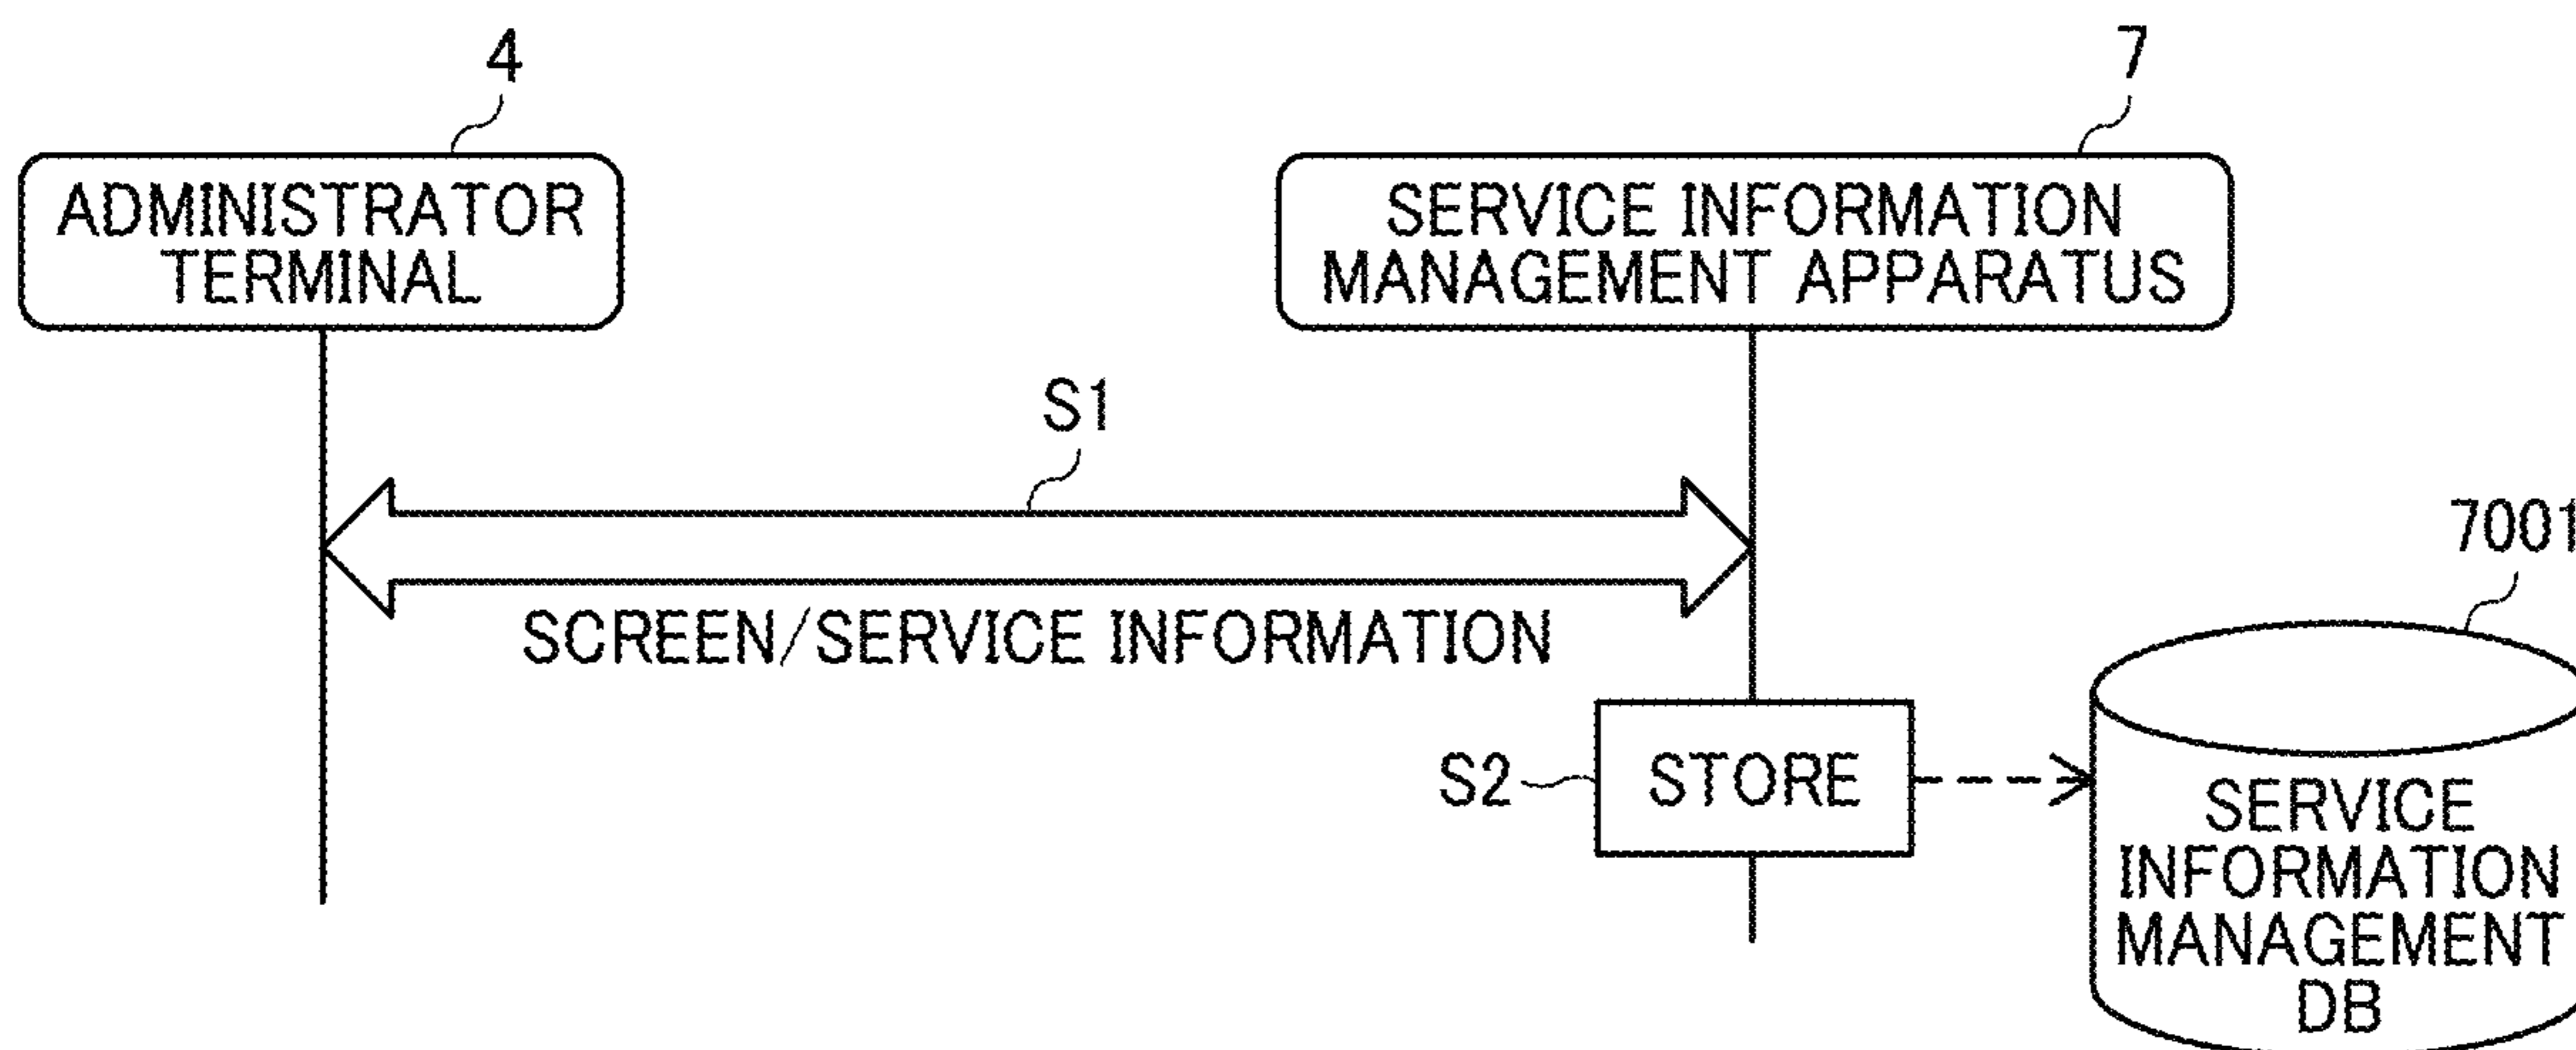 4
7
ADMINISTRATOR
TERMINAL
SERVICE INFORMATION
MANAGEMENT APPARATUS
S1
SCREEN/SERVICE INFORMATION
7001
S2
STORE
SERVICE
INFORMATION
MANAGEMENT
DB